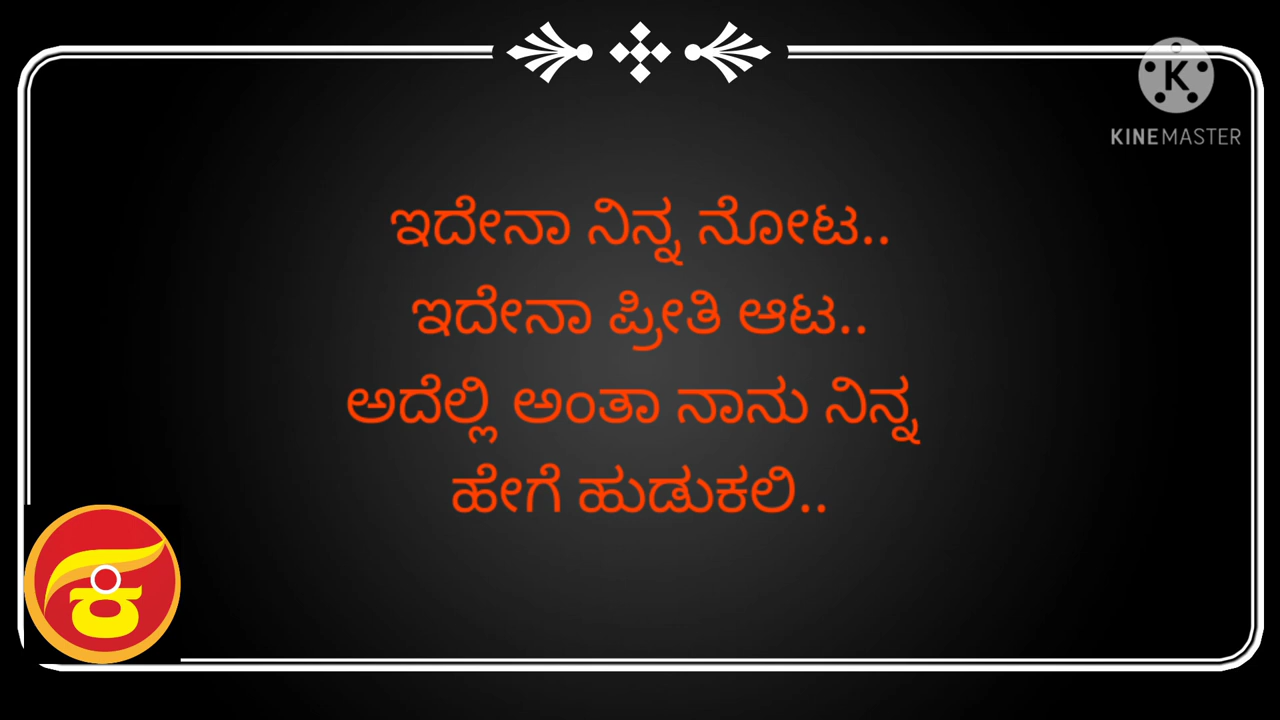 K
KINEMASTER
ಇದೇನಾ ನಿನ್ನ ನೋಟ..
ಇದೇನಾ ಪ್ರೀತಿ ಆಟ..
ಅದೆಲ್ಲಿ ಅಂತಾ ನಾನು ನಿನ್ನ
ಹೇಗೆ ಹುಡುಕಲಿ..
ಕ